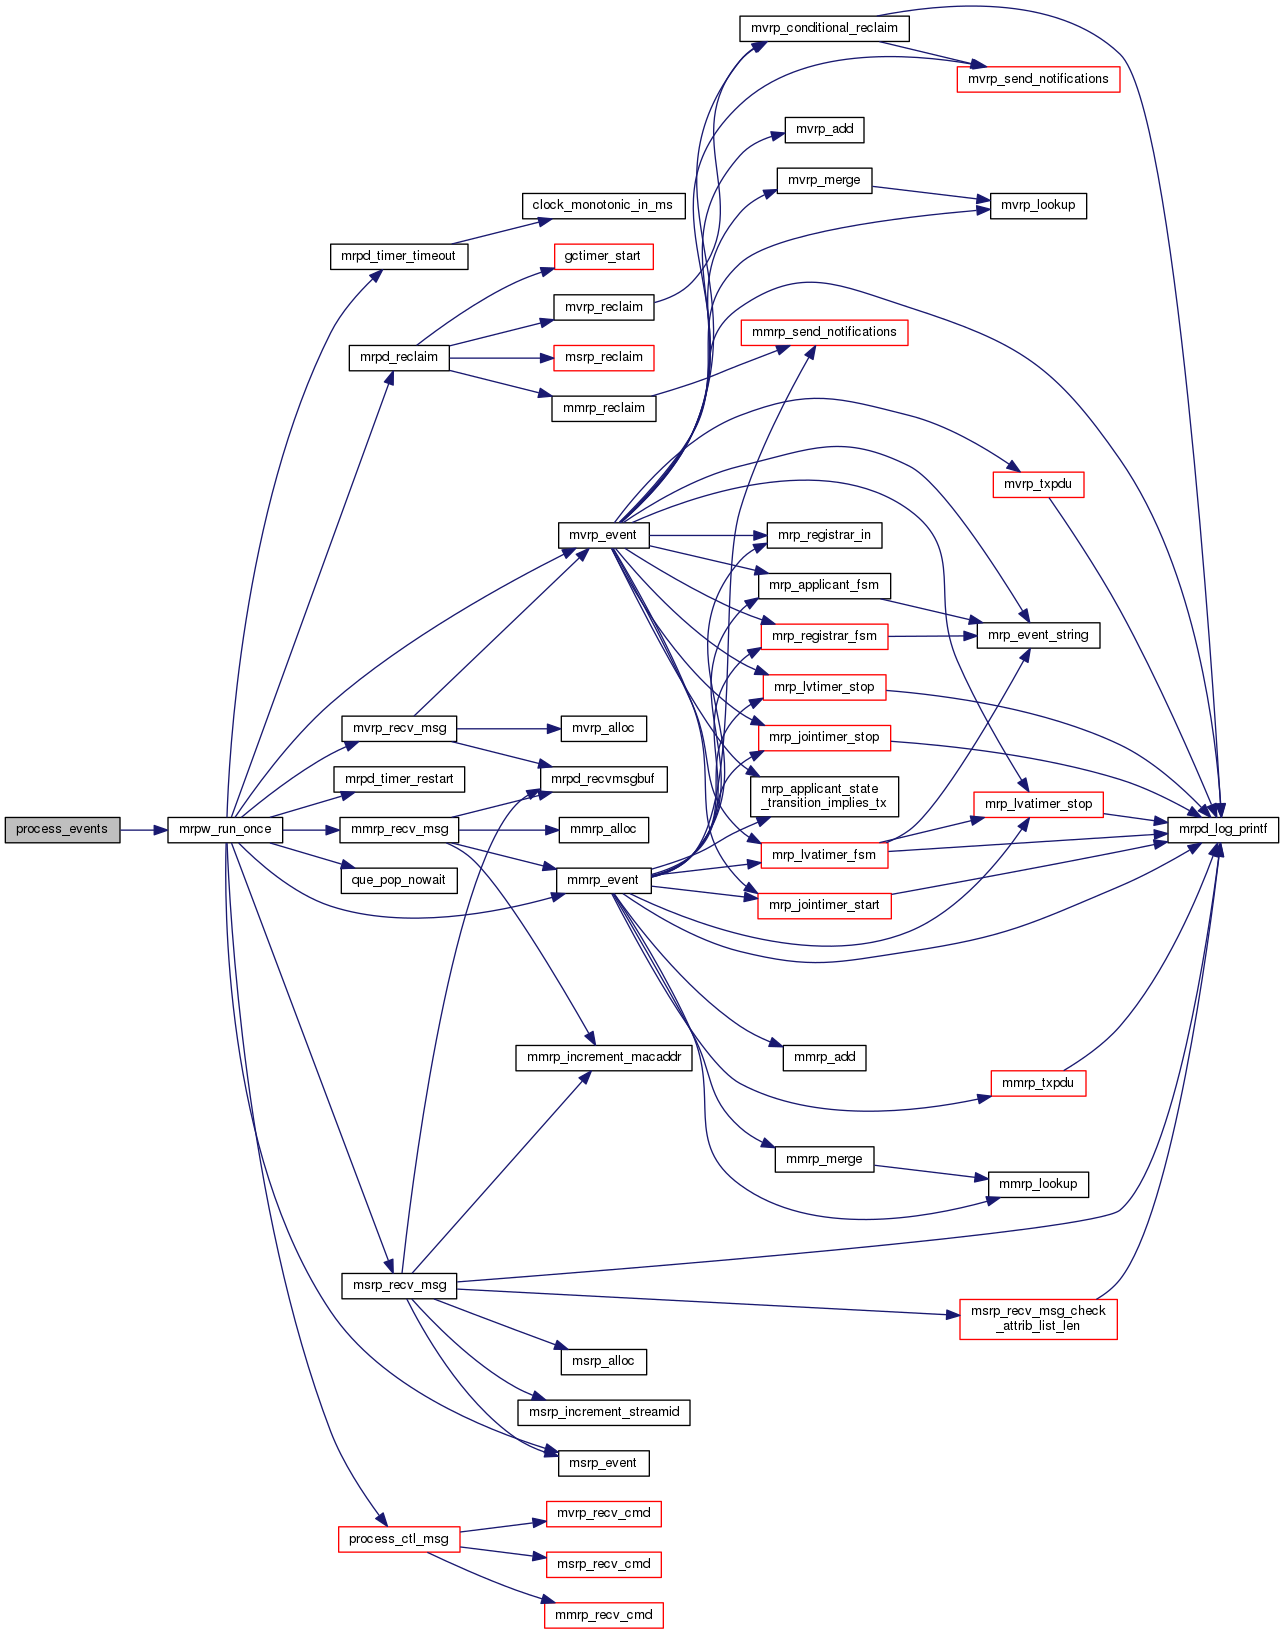 mvrp_conditional_reclaim
mvrp_send_notifications
mvrp_add
mvrp_merge
clock_monotonic_in_ms
mvrp_lookup
mrpd_timer_timeout
gctimer_start
mvrp_reclaim
mmrp_send_notifications
mrpd_reclaim
msrp_reclaim
mmrp_reclaim
mvrp_txpdu
mvrp_event
mrp_registrar_in
mrp_applicant_fsm
mrp_registrar_fsm
mrp_event_string
mrp_lvtimer_stop
mvrp_recv_msg
mvrp_alloc
mrp_jointimer_stop
mrpd_timer_restart
mrpd_recvmsgbuf
mrp_applicant_state
_transition_implies_tx
mrp_lvatimer_stop
process_events
mrpw_run_once
mmrp_recv_msg
mmrp_alloc
mrpd_log_printf
mrp_lvatimer_fsm
que_pop_nowait
mmrp_event
mrp_jointimer_start
mmrp_increment_macaddr
mmrp_add
mmrp_txpdu
mmrp_merge
mmrp_lookup
msrp_recv_msg
msrp_recv_msg_check
_attrib_list_len
msrp_alloc
msrp_increment_streamid
msrp_event
mvrp_recv_cmd
process_ctl_msg
msrp_recv_cmd
mmrp_recv_cmd